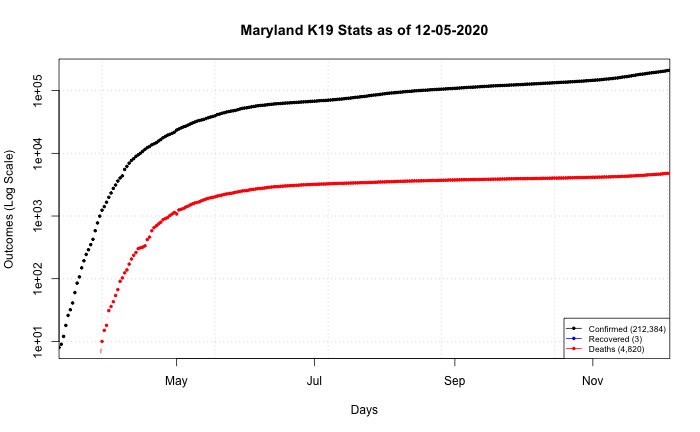 Maryland K19 Stats as of 12-05-2020
Outcomes (Log Scale)
1e+05
1e+04
1e+03
1e+02
1e+01
Confirmed (212,384)
Recovered (3)
Deaths (4,820)
May Jul Sep Nov
Days